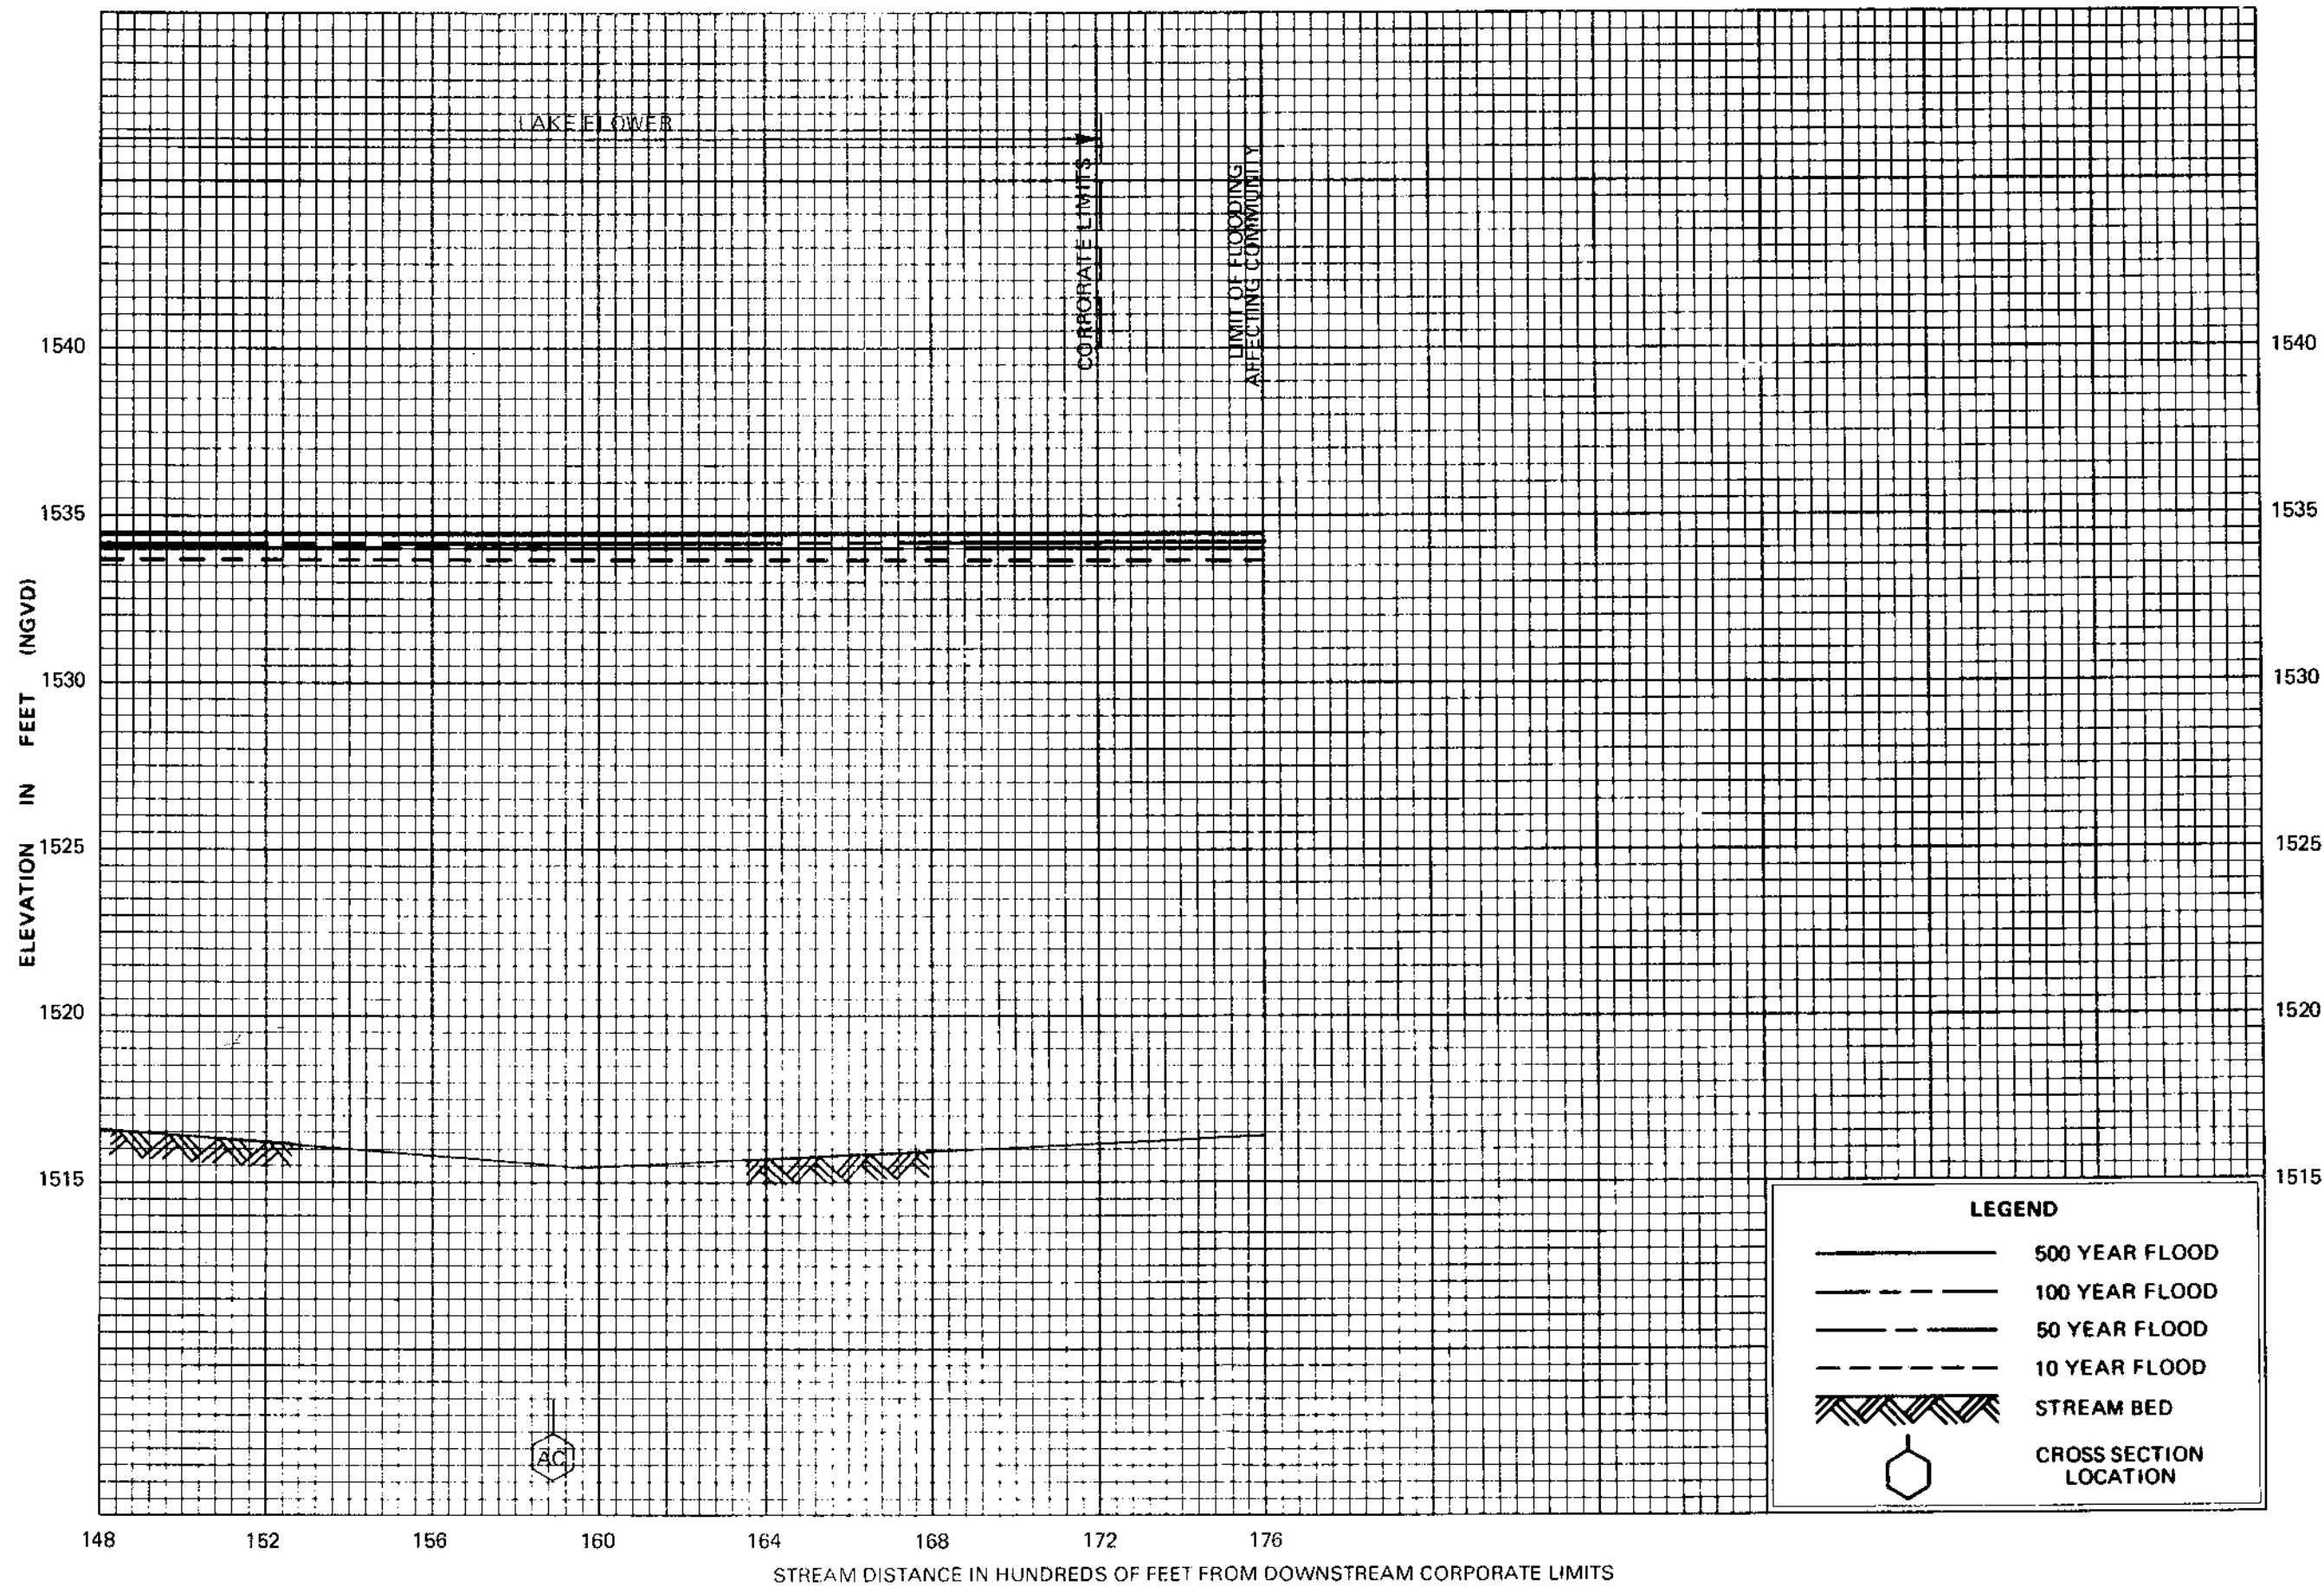 LAKE FLOWER
CORPORATE LIMITS
LIMIT OF FLOODING
AFFECTING COMMUNITY
ELEVATION IN FEET (NGVD)
1540
1535
1530
1525
1520
1515
1540
1535
1530
1525
1520
1515
AC
LEGEND
500 YEAR FLOOD
100 YEAR FLOOD
50 YEAR FLOOD
10 YEAR FLOOD
STREAM BED
CROSS SECTION
LOCATION
148 152 156 160 164 168 172 176
STREAM DISTANCE IN HUNDREDS OF FEET FROM DOWNSTREAM CORPORATE LIMITS